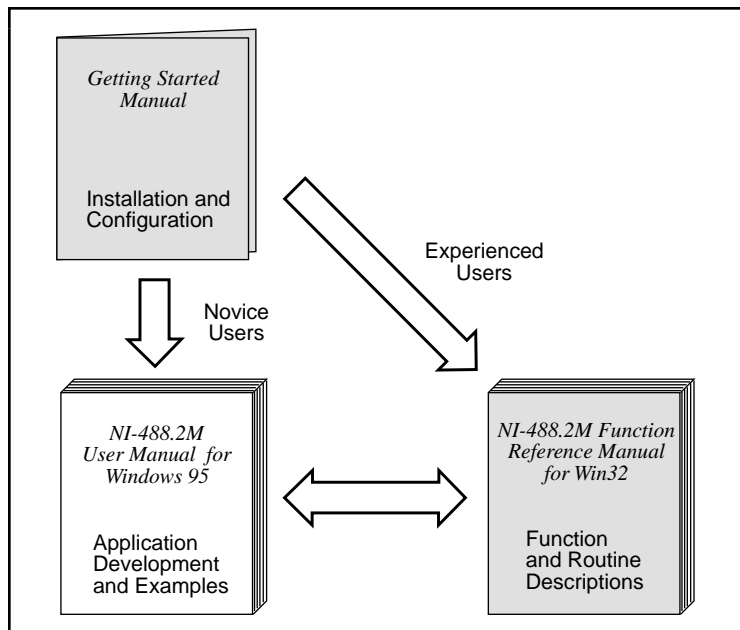 Getting Started
Manual
Installation and
Configuration
Experienced
Users
Novice
Users
NI-488.2M
User Manual for
Windows 95
Application
Development
and Examples
NI-488.2M Function
Reference Manual
for Win32
Function
and Routine
Descriptions